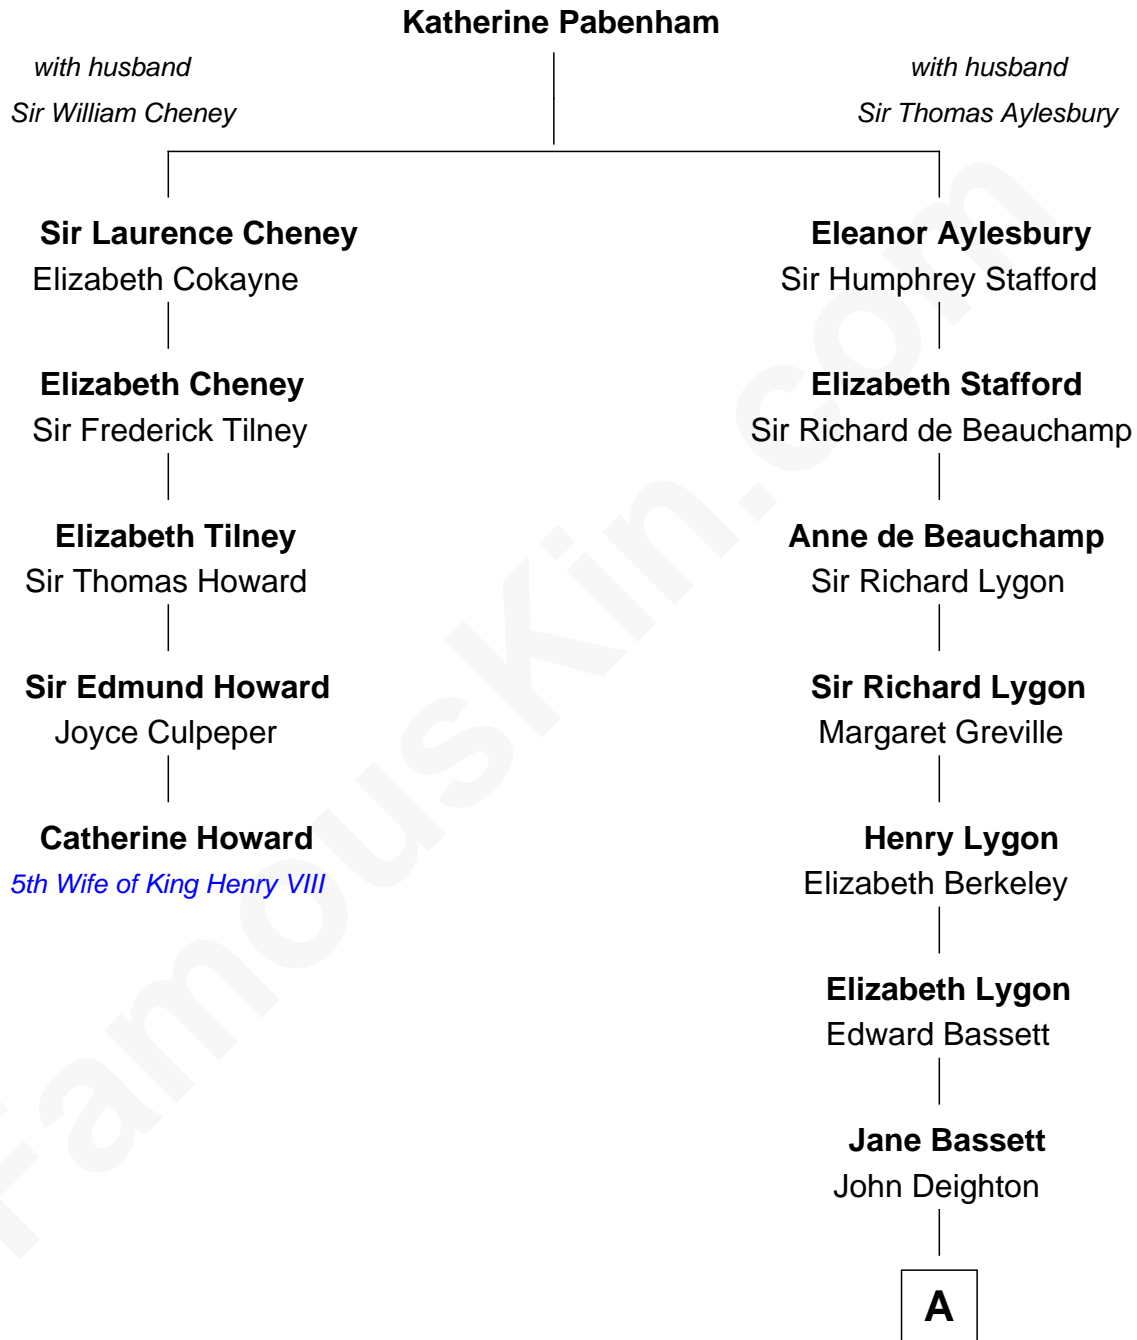 Katherine Pabenham
with husband
Sir William Cheney
with husband
Sir Thomas Aylesbury
Sir Laurence Cheney
Elizabeth Cokayne
Eleanor Aylesbury
Sir Humphrey Stafford
Elizabeth Cheney
Sir Frederick Tilney
Elizabeth Stafford
Sir Richard de Beauchamp
Elizabeth Tilney
Sir Thomas Howard
Anne de Beauchamp
Sir Richard Lygon
Sir Edmund Howard
Joyce Culpeper
Sir Richard Lygon
Margaret Greville
Catherine Howard
5th Wife of King Henry VIII
Henry Lygon
Elizabeth Berkeley
Elizabeth Lygon
Edward Bassett
Jane Bassett
John Deighton
A
FamousKin.com